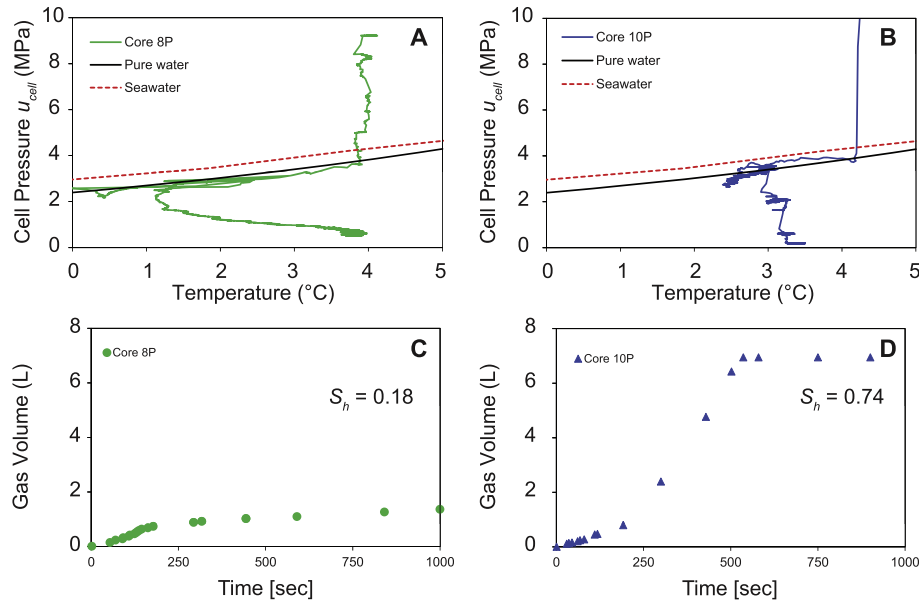 A
Cell Pressure u_cell (MPa)
10
8
6
4
2
0
Core 8P
Pure water
Seawater
0 1 2 3 4 5
Temperature (°C)
B
Cell Pressure u_cell (MPa)
10
8
6
4
2
0
Core 10P
Pure water
Seawater
0 1 2 3 4 5
Temperature (°C)
C
Gas Volume (L)
8
6
4
2
0
Core 8P
S_h = 0.18
0 250 500 750 1000
Time [sec]
D
Gas Volume (L)
8
6
4
2
0
Core 10P
S_h = 0.74
0 250 500 750 1000
Time [sec]